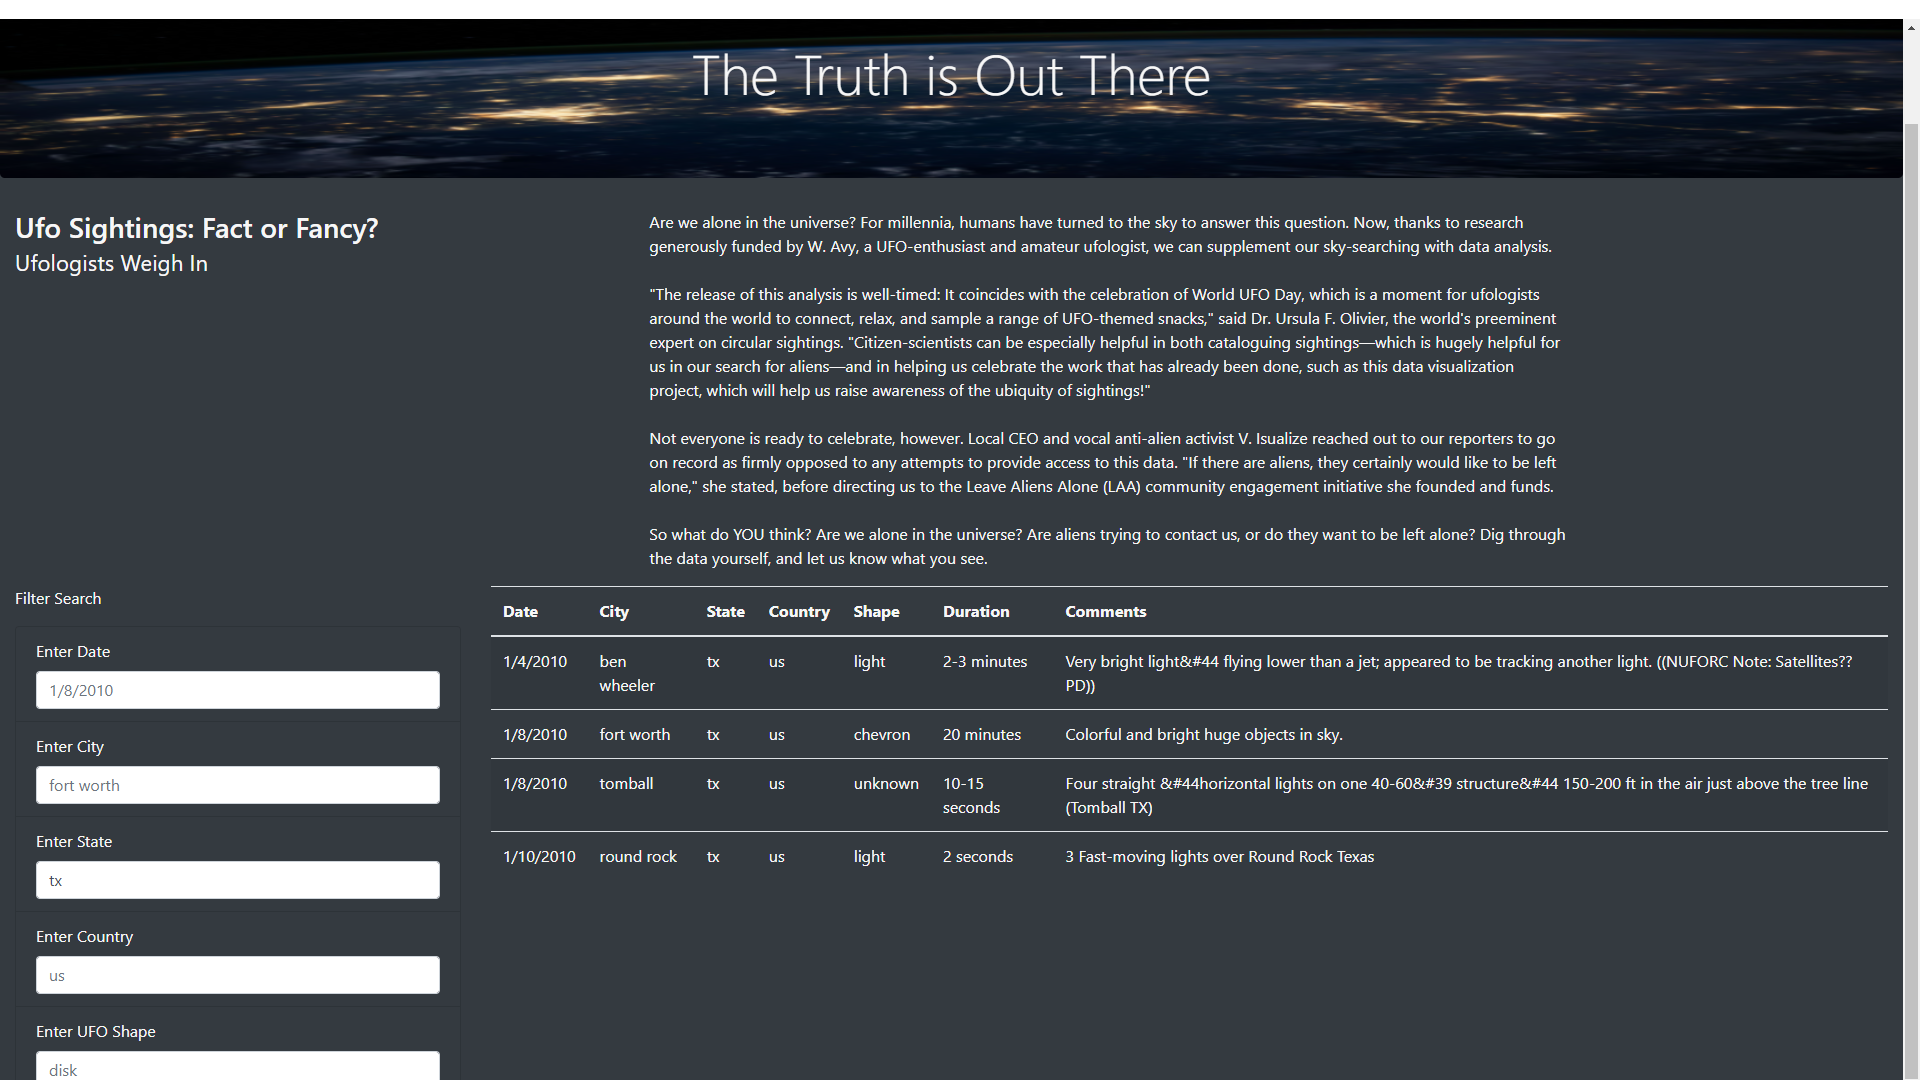 The Truth is Out There
Ufo Sightings: Fact or Fancy?
Ufologists Weigh In
Are we alone in the universe? For millennia, humans have turned to the sky to answer this question. Now, thanks to research
generously funded by W. Avy, a UFO-enthusiast and amateur ufologist, we can supplement our sky-searching with data analysis.
"The release of this analysis is well-timed: It coincides with the celebration of World UFO Day, which is a moment for ufologists
around the world to connect, relax, and sample a range of UFO-themed snacks," said Dr. Ursula F. Olivier, the world's preeminent
expert on circular sightings. "Citizen-scientists can be especially helpful in both cataloguing sightings—which is hugely helpful for
us in our search for aliens—and in helping us celebrate the work that has already been done, such as this data visualization
project, which will help us raise awareness of the ubiquity of sightings!"
Not everyone is ready to celebrate, however. Local CEO and vocal anti-alien activist V. Isualize reached out to our reporters to go
on record as firmly opposed to any attempts to provide access to this data. "If there are aliens, they certainly would like to be left
alone," she stated, before directing us to the Leave Aliens Alone (LAA) community engagement initiative she founded and funds.
So what do YOU think? Are we alone in the universe? Are aliens trying to contact us, or do they want to be left alone? Dig through
the data yourself, and let us know what you see.
Filter Search
Enter Date
1/8/2010
Enter City
fort worth
Enter State
tx
Enter Country
us
Enter UFO Shape
disk
Date City State Country Shape Duration Comments
1/4/2010 ben tx us light 2-3 minutes Very bright light&#44 flying lower than a jet; appeared to be tracking another light. ((NUFORC Note: Satellites??
wheeler PD))
1/8/2010 fort worth tx us chevron 20 minutes Colorful and bright huge objects in sky.
1/8/2010 tomball tx us unknown 10-15 Four straight &#44horizontal lights on one 40-60&#39 structure&#44 150-200 ft in the air just above the tree line
seconds (Tomball TX)
1/10/2010 round rock tx us light 2 seconds 3 Fast-moving lights over Round Rock Texas